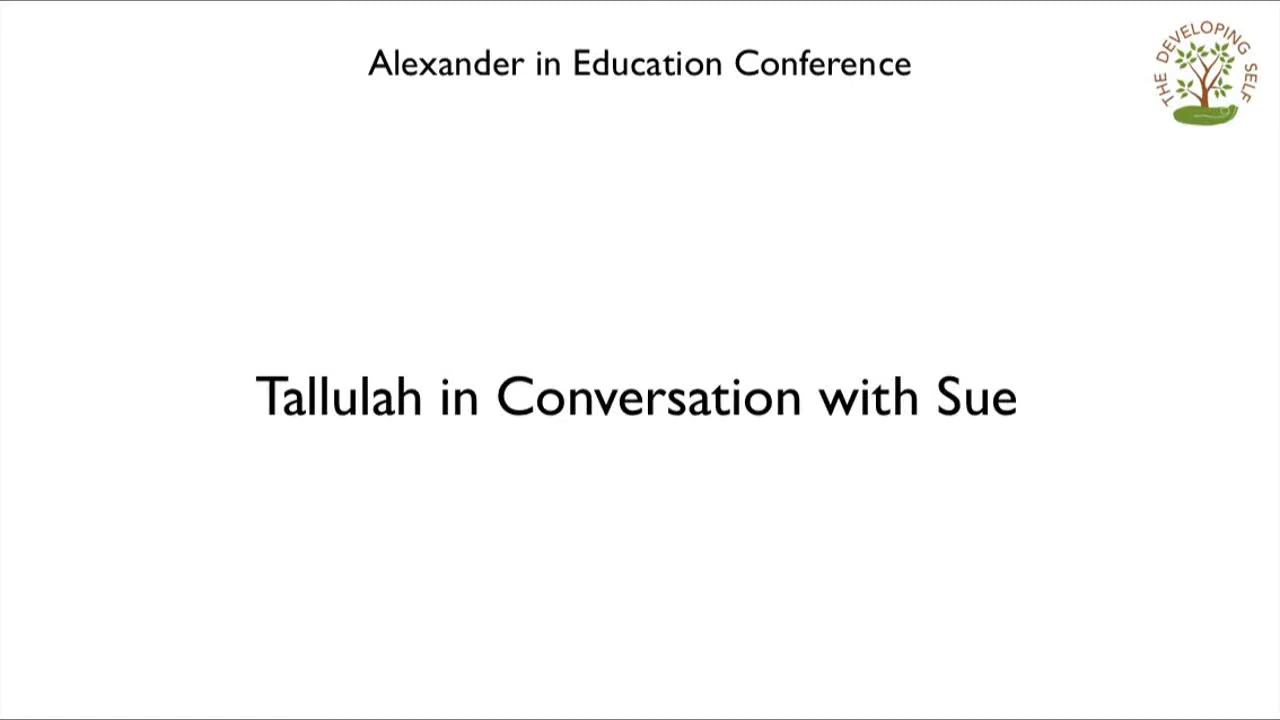 Alexander in Education Conference
THE DEVELOPING SELF
Tallulah in Conversation with Sue